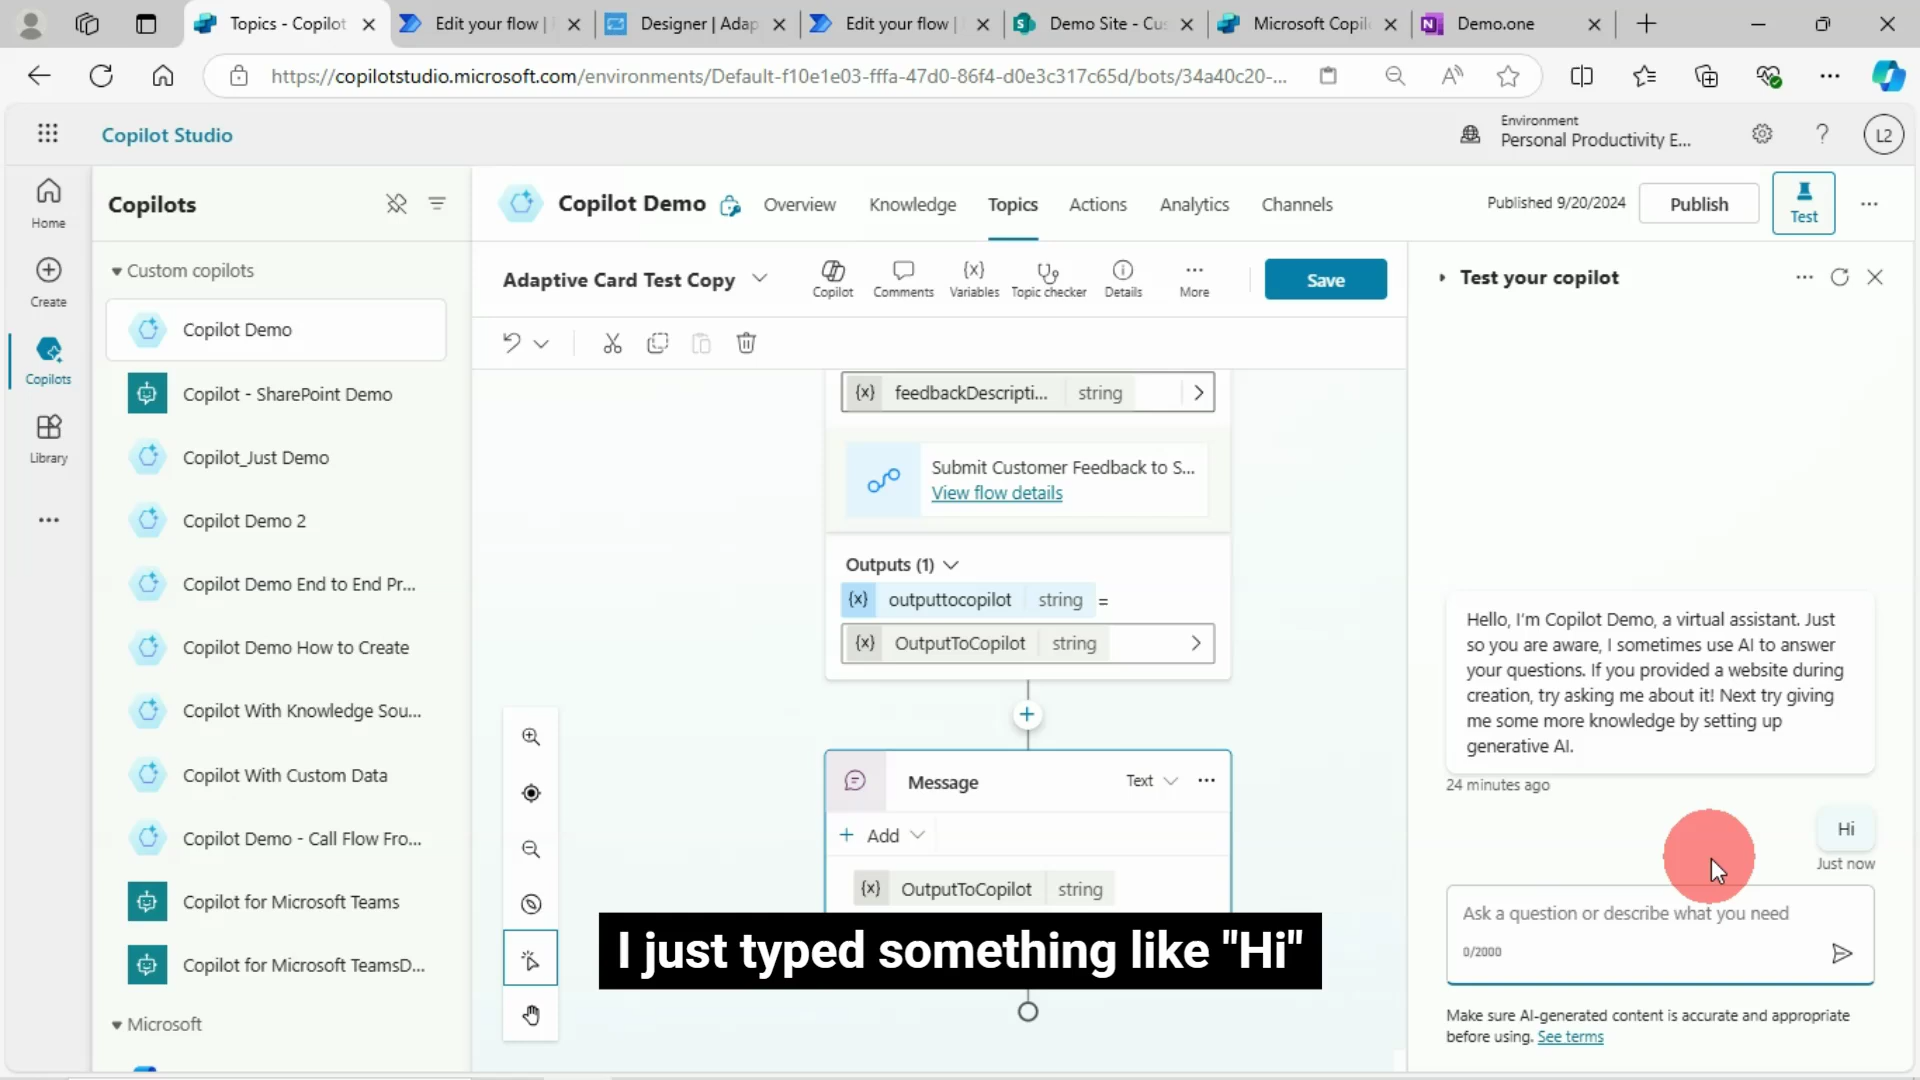 Topics - Copilot
Edit your flow |
Designer | Adap
Edit your flow |
Demo Site - Cu
Microsoft Copil
Demo.one
https://copilotstudio.microsoft.com/environments/Default-f10e1e03-fffa-47d0-86f4-d0e3c317c65d/bots/34a40c20-...
Copilot Studio
Environment
Personal Productivity E...
L2
Home
Create
Copilots
Library
Copilots
Custom copilots
Copilot Demo
Copilot - SharePoint Demo
Copilot_Just Demo
Copilot Demo 2
Copilot Demo End to End Pr...
Copilot Demo How to Create
Copilot With Knowledge Sou...
Copilot With Custom Data
Copilot Demo - Call Flow Fro...
Copilot for Microsoft Teams
Copilot for Microsoft TeamsD...
Microsoft
Copilot Demo
Overview
Knowledge
Topics
Actions
Analytics
Channels
Published 9/20/2024
Publish
Test
Adaptive Card Test Copy
Copilot
Comments
Variables
Topic checker
Details
More
Save
{x} feedbackDescripti... string
Submit Customer Feedback to S...
View flow details
Outputs (1)
{x} outputtocopilot string =
{x} OutputToCopilot string
Message
Text
Add
{x} OutputToCopilot string
I just typed something like "Hi"
Test your copilot
Hello, I'm Copilot Demo, a virtual assistant. Just
so you are aware, I sometimes use AI to answer
your questions. If you provided a website during
creation, try asking me about it! Next try giving
me some more knowledge by setting up
generative AI.
24 minutes ago
Hi
Just now
Ask a question or describe what you need
0/2000
Make sure AI-generated content is accurate and appropriate
before using. See terms